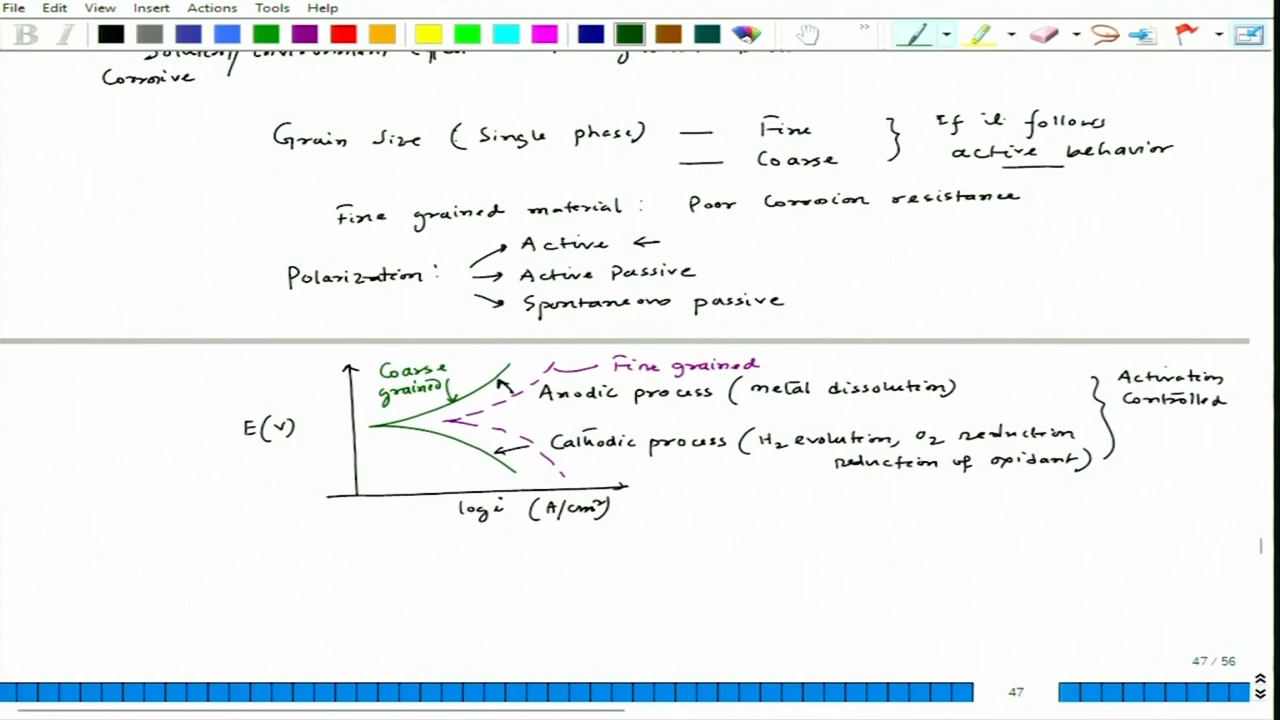 File Edit View Insert Actions Tools Help
B I
Corrosive
Grain Size (Single phase) — Fine
— Coarse
If it follows
active behavior
Fine grained material : Poor Corrosion resistance
Polarization :
Active ←
Active Passive
Spontaneous passive
Coarse
grained
Fine grained
Anodic process (metal dissolution)
Cathodic process (H2 evolution, O2 reduction
reduction of oxidant)
Activation
Controlled
E(V)
log i (A/cm²)
47 / 56
47